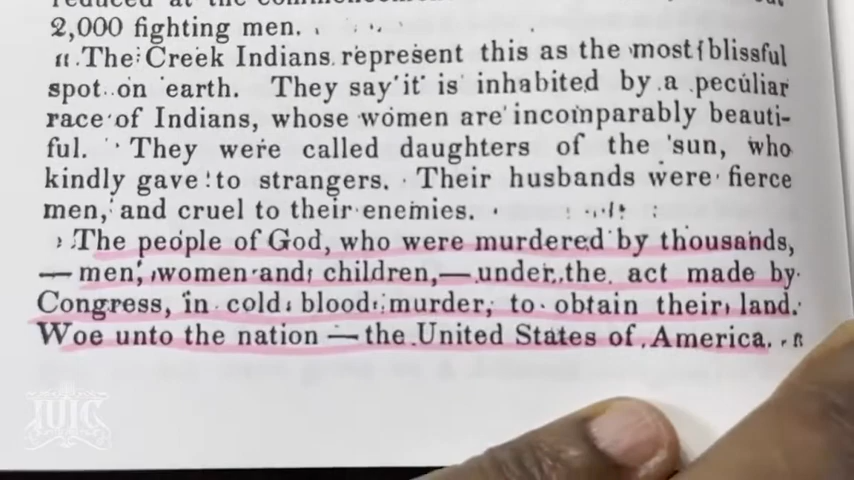 reduced at the commencement
2,000 fighting men.
The Creek Indians represent this as the most blissful
spot on earth. They say it is inhabited by a peculiar
race of Indians, whose women are incomparably beauti-
ful. They were called daughters of the sun, who
kindly gave to strangers. Their husbands were fierce
men, and cruel to their enemies.
The people of God, who were murdered by thousands,
— men, women and children, — under the act made by
Congress, in cold blood murder, to obtain their land.
Woe unto the nation — the United States of America.
IUIC